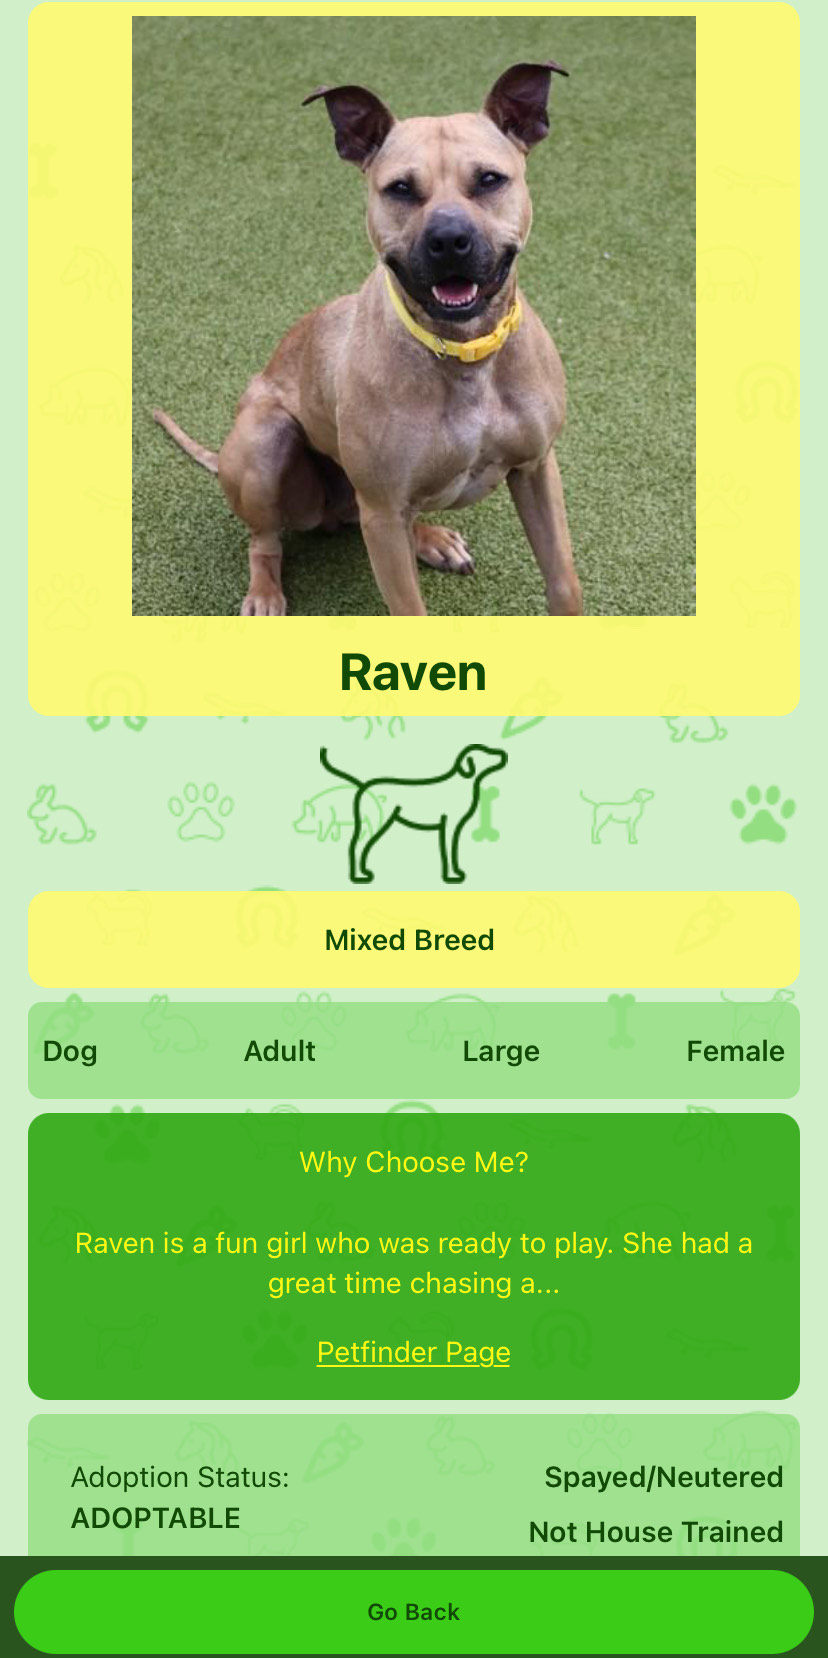 Raven
Mixed Breed
Dog Adult Large Female
Why Choose Me?
Raven is a fun girl who was ready to play. She had a
great time chasing a...
Petfinder Page
Adoption Status:
ADOPTABLE
Spayed/Neutered
Not House Trained
Go Back